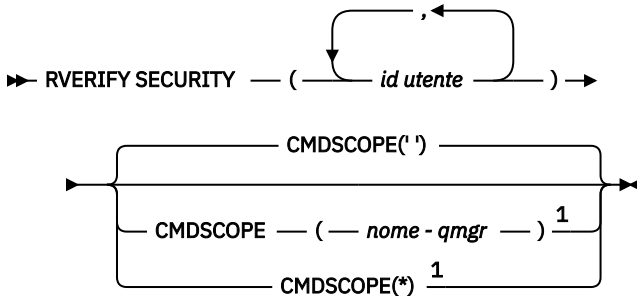 ,
RVERIFY SECURITY ( id utente )
CMDSCOPE(' ')
CMDSCOPE ( nome - qmgr ) 1
CMDSCOPE(*) 1